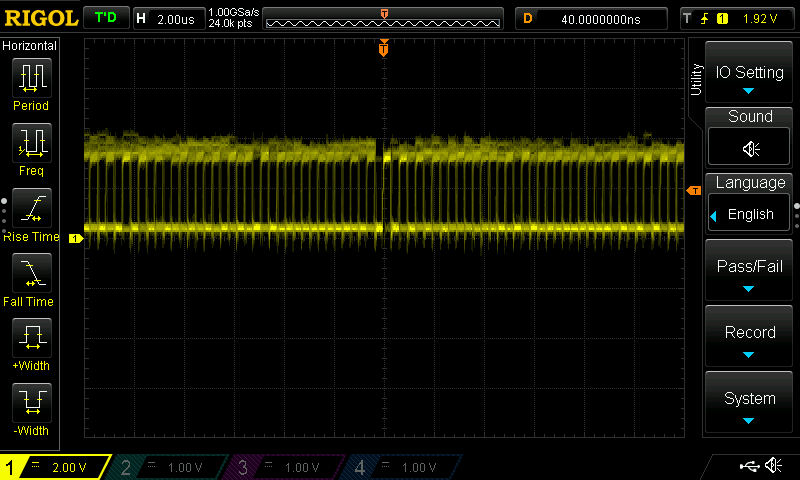 RIGOL T'D H 2.00us 1.00GSa/s 24.0k pts D 40.0000000ns T 1 1.92 V
Horizontal
Period
Freq
Rise Time
Fall Time
+Width
-Width
T
T
T
1
Utility
IO Setting
Sound
Language
English
Pass/Fail
Record
System
1 2.00 V 2 1.00 V 3 1.00 V 4 1.00 V